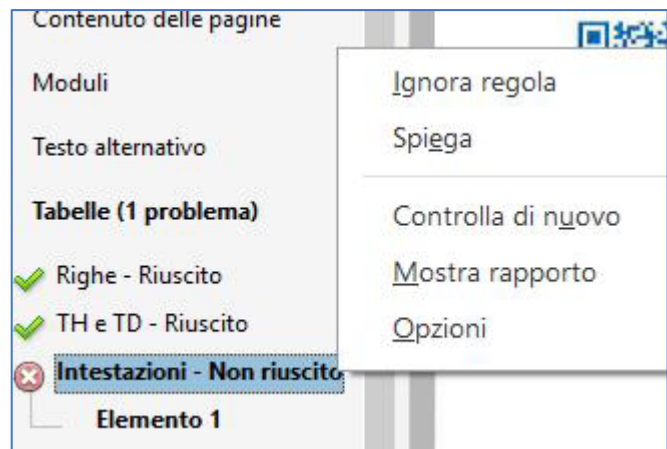 Contenuto delle pagine
Moduli
Testo alternativo
Tabelle (1 problema)
Righe - Riuscito
TH e TD - Riuscito
Intestazioni - Non riuscito
Elemento 1
Ignora regola
Spiega
Controlla di nuovo
Mostra rapporto
Opzioni